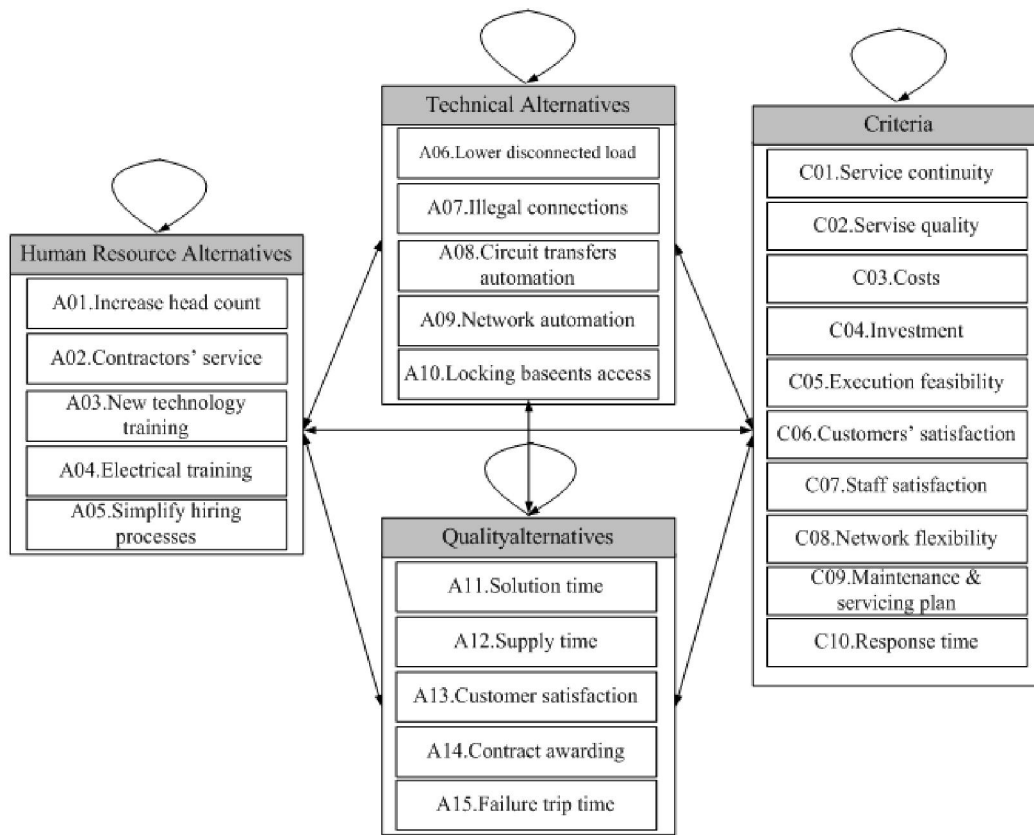 Technical Alternatives
A06.Lower disconnected load
A07.Illegal connections
A08.Circuit transfers
automation
A09.Network automation
A10.Locking baseents access
Human Resource Alternatives
A01.Increase head count
A02.Contractors’ service
A03.New technology
training
A04.Electrical training
A05.Simplify hiring
processes
Qualityalternatives
A11.Solution time
A12.Supply time
A13.Customer satisfaction
A14.Contract awarding
A15.Failure trip time
Criteria
C01.Service continuity
C02.Servise quality
C03.Costs
C04.Investment
C05.Execution feasibility
C06.Customers’ satisfaction
C07.Staff satisfaction
C08.Network flexibility
C09.Maintenance &
servicing plan
C10.Response time